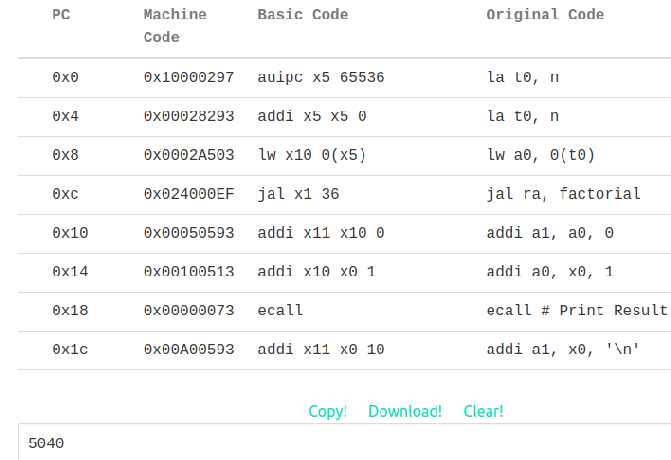 PC Machine Code Basic Code Original Code
0x0 0x10000297 auipc x5 65536 la t0, n
0x4 0x00028293 addi x5 x5 0 la t0, n
0x8 0x0002A503 lw x10 0(x5) lw a0, 0(t0)
0xc 0x024000EF jal x1 36 jal ra, factorial
0x10 0x00050593 addi x11 x10 0 addi a1, a0, 0
0x14 0x00100513 addi x10 x0 1 addi a0, x0, 1
0x18 0x00000073 ecall ecall # Print Result
0x1c 0x00A00593 addi x11 x0 10 addi a1, x0, '\n'
Copy! Download! Clear!
5040